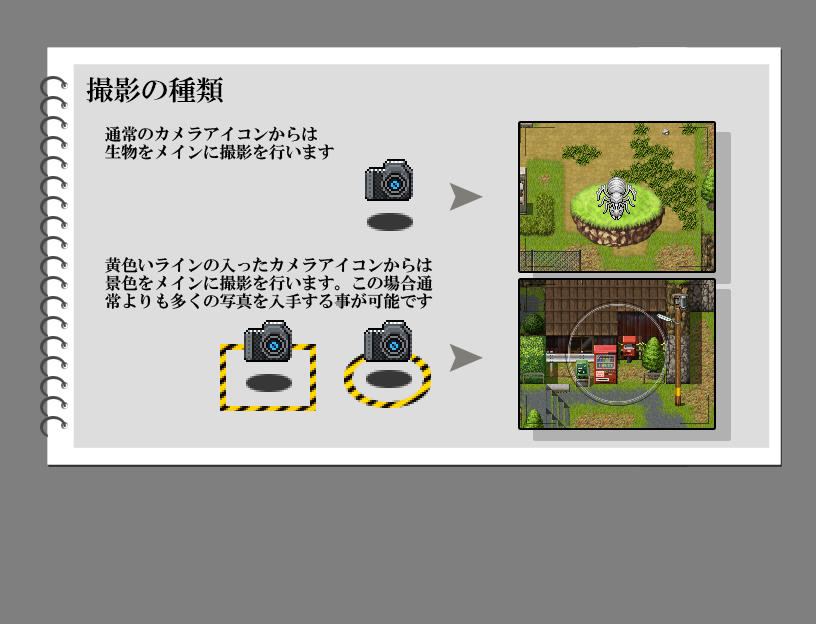 撮影の種類
通常のカメラアイコンからは
生物をメインに撮影を行います
黄色いラインの入ったカメラアイコンからは
景色をメインに撮影を行います。この場合通
常よりも多くの写真を入手する事が可能です